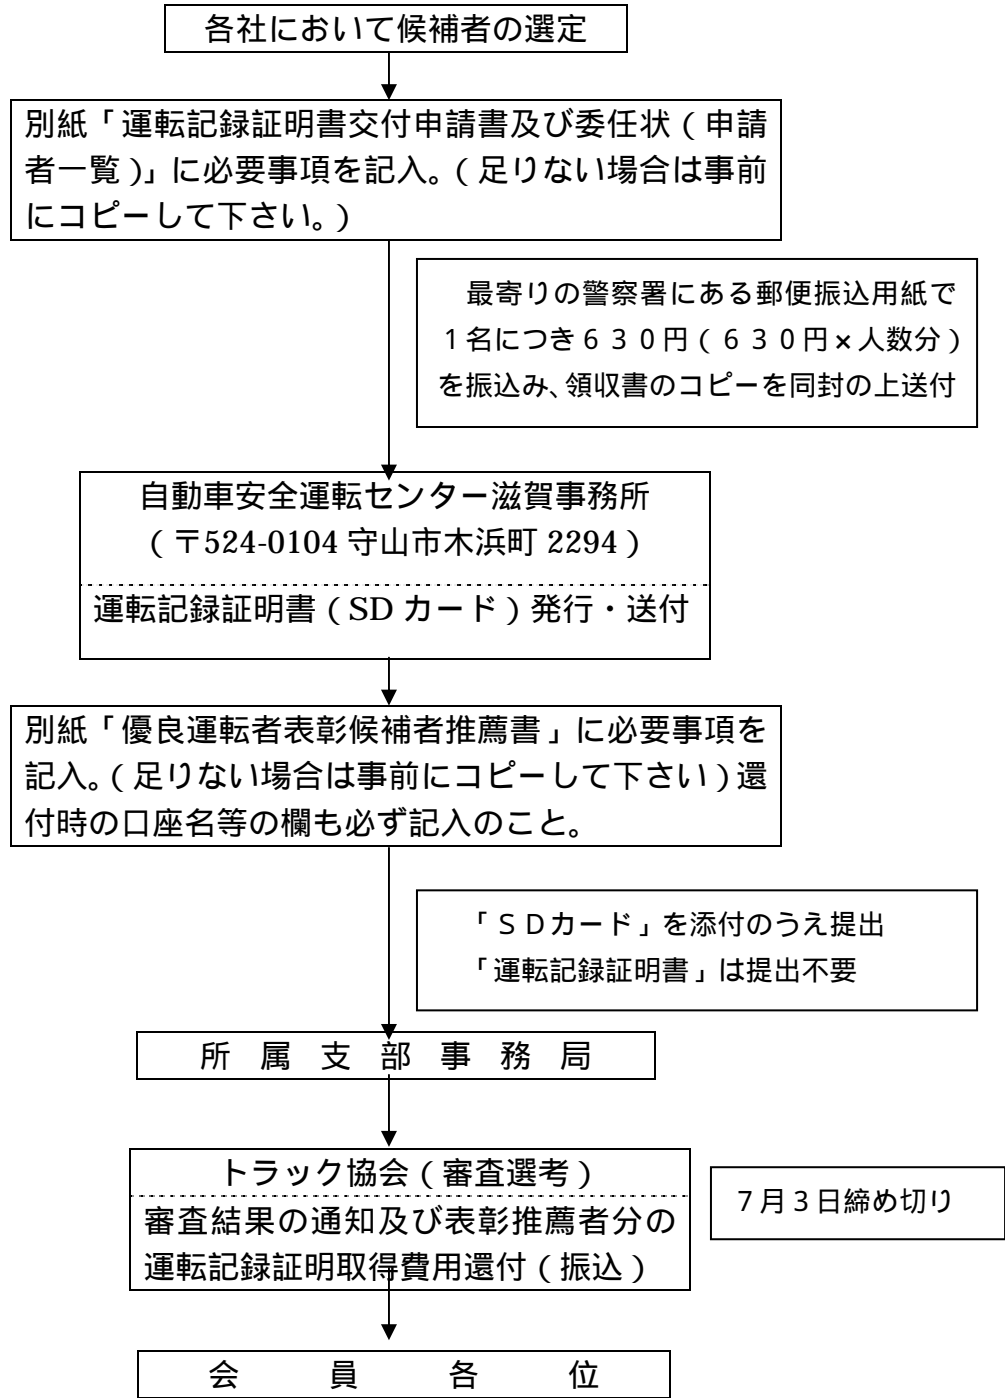 各社において候補者の選定
別紙「運転記録証明書交付申請書及び委任状（申請
者一覧）」に必要事項を記入。（足りない場合は事前
にコピーして下さい。）
最寄りの警察署にある郵便振込用紙で
１名につき６３０円（６３０円×人数分）
を振込み、領収書のコピーを同封の上送付
自動車安全運転センター滋賀事務所
（〒524-0104 守山市木浜町 2294）
運転記録証明書（SD カード）発行・送付
別紙「優良運転者表彰候補者推薦書」に必要事項を
記入。（足りない場合は事前にコピーして下さい）還
付時の口座名等の欄も必ず記入のこと。
「ＳＤカード」を添付のうえ提出
「運転記録証明書」は提出不要
所　属　支　部　事　務　局
トラック協会（審査選考）
審査結果の通知及び表彰推薦者分の
運転記録証明取得費用還付（振込）
７月３日締め切り
会　員　各　位